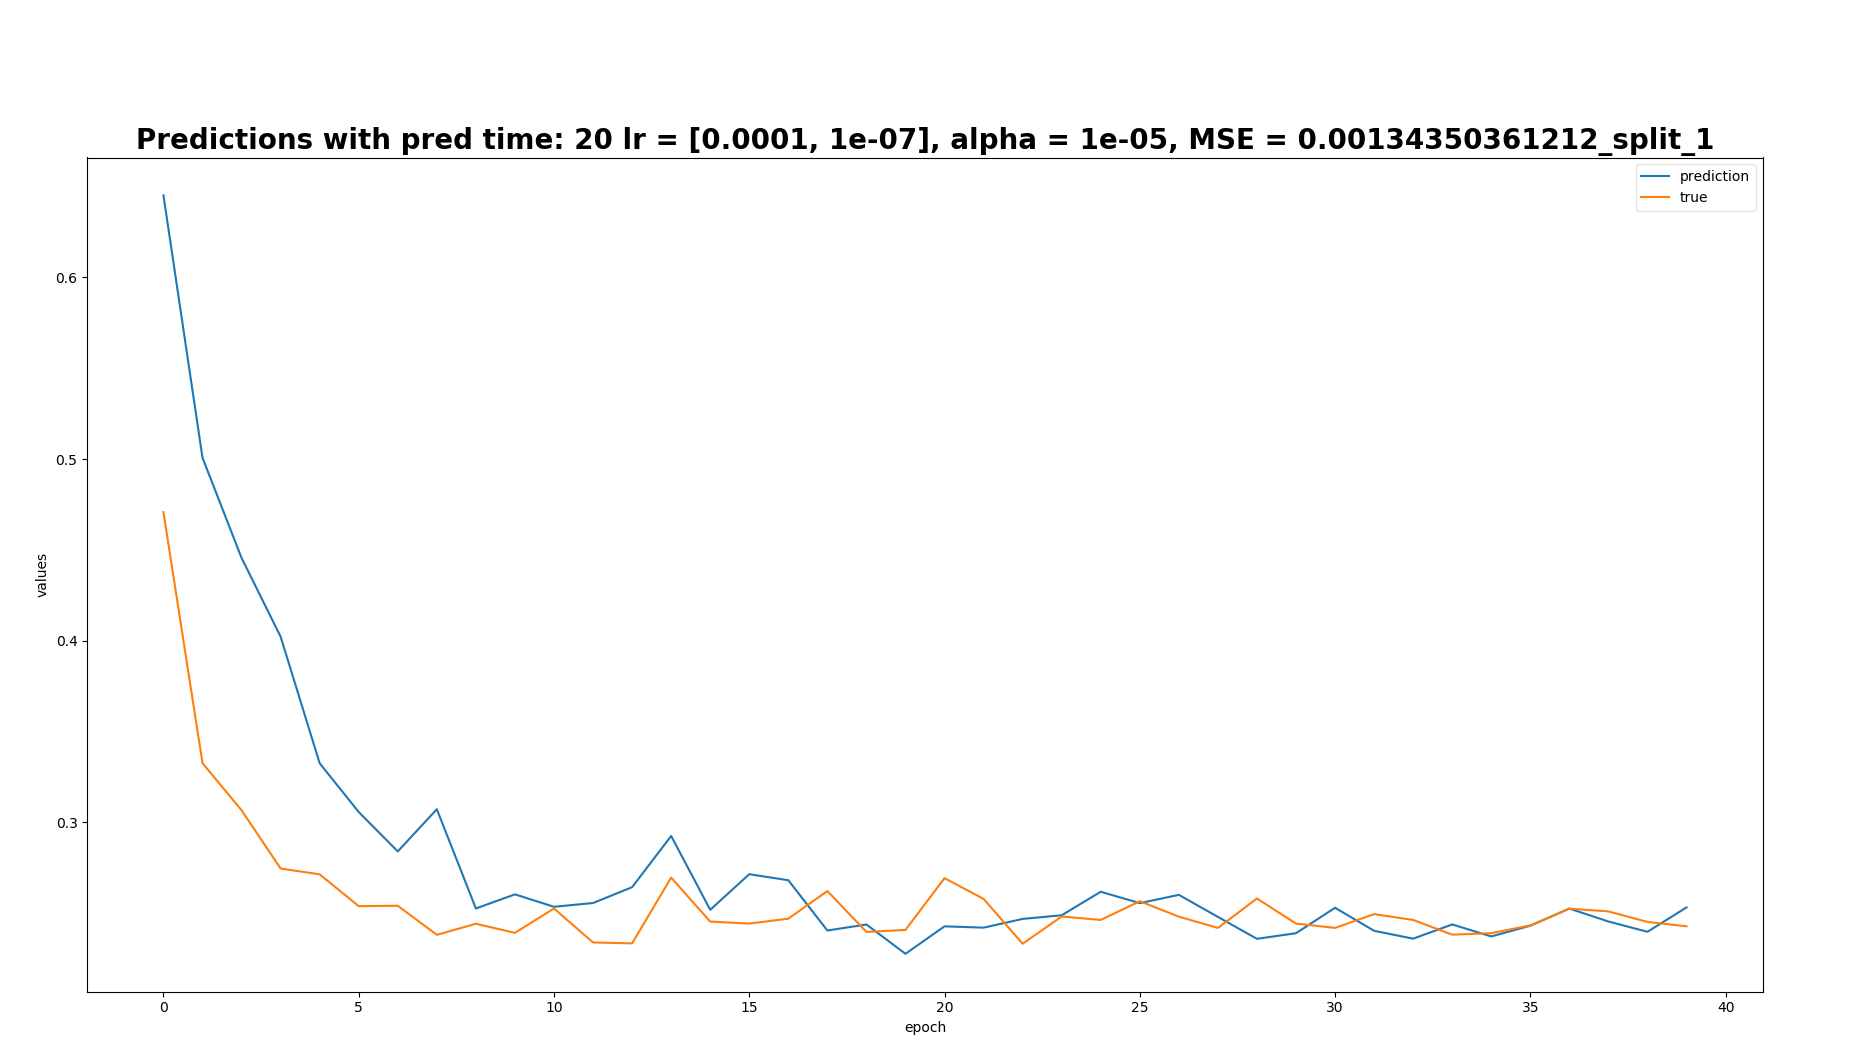 Predictions with pred time: 20 lr = [0.0001, 1e-07], alpha = 1e-05, MSE = 0.00134350361212_split_1
prediction
true
0.6
0.5
0.4
0.3
values
0 5 10 15 20 25 30 35 40
epoch